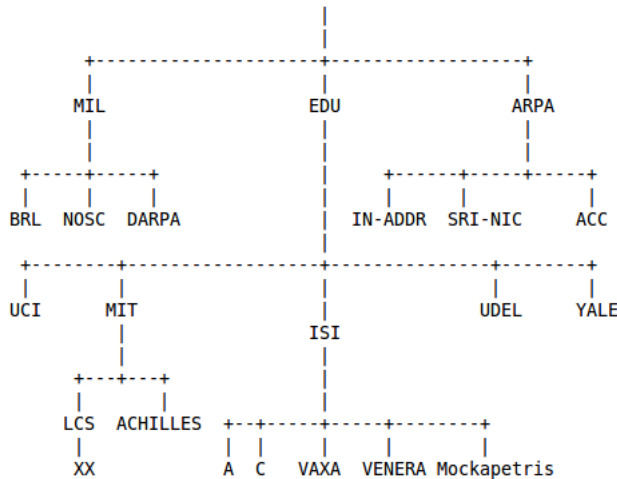 MIL EDU ARPA
BRL NOSC DARPA IN-ADDR SRI-NIC ACC
UCI MIT UDEL YALE
ISI
LCS ACHILLES
XX A C VAXA VENERA Mockapetris